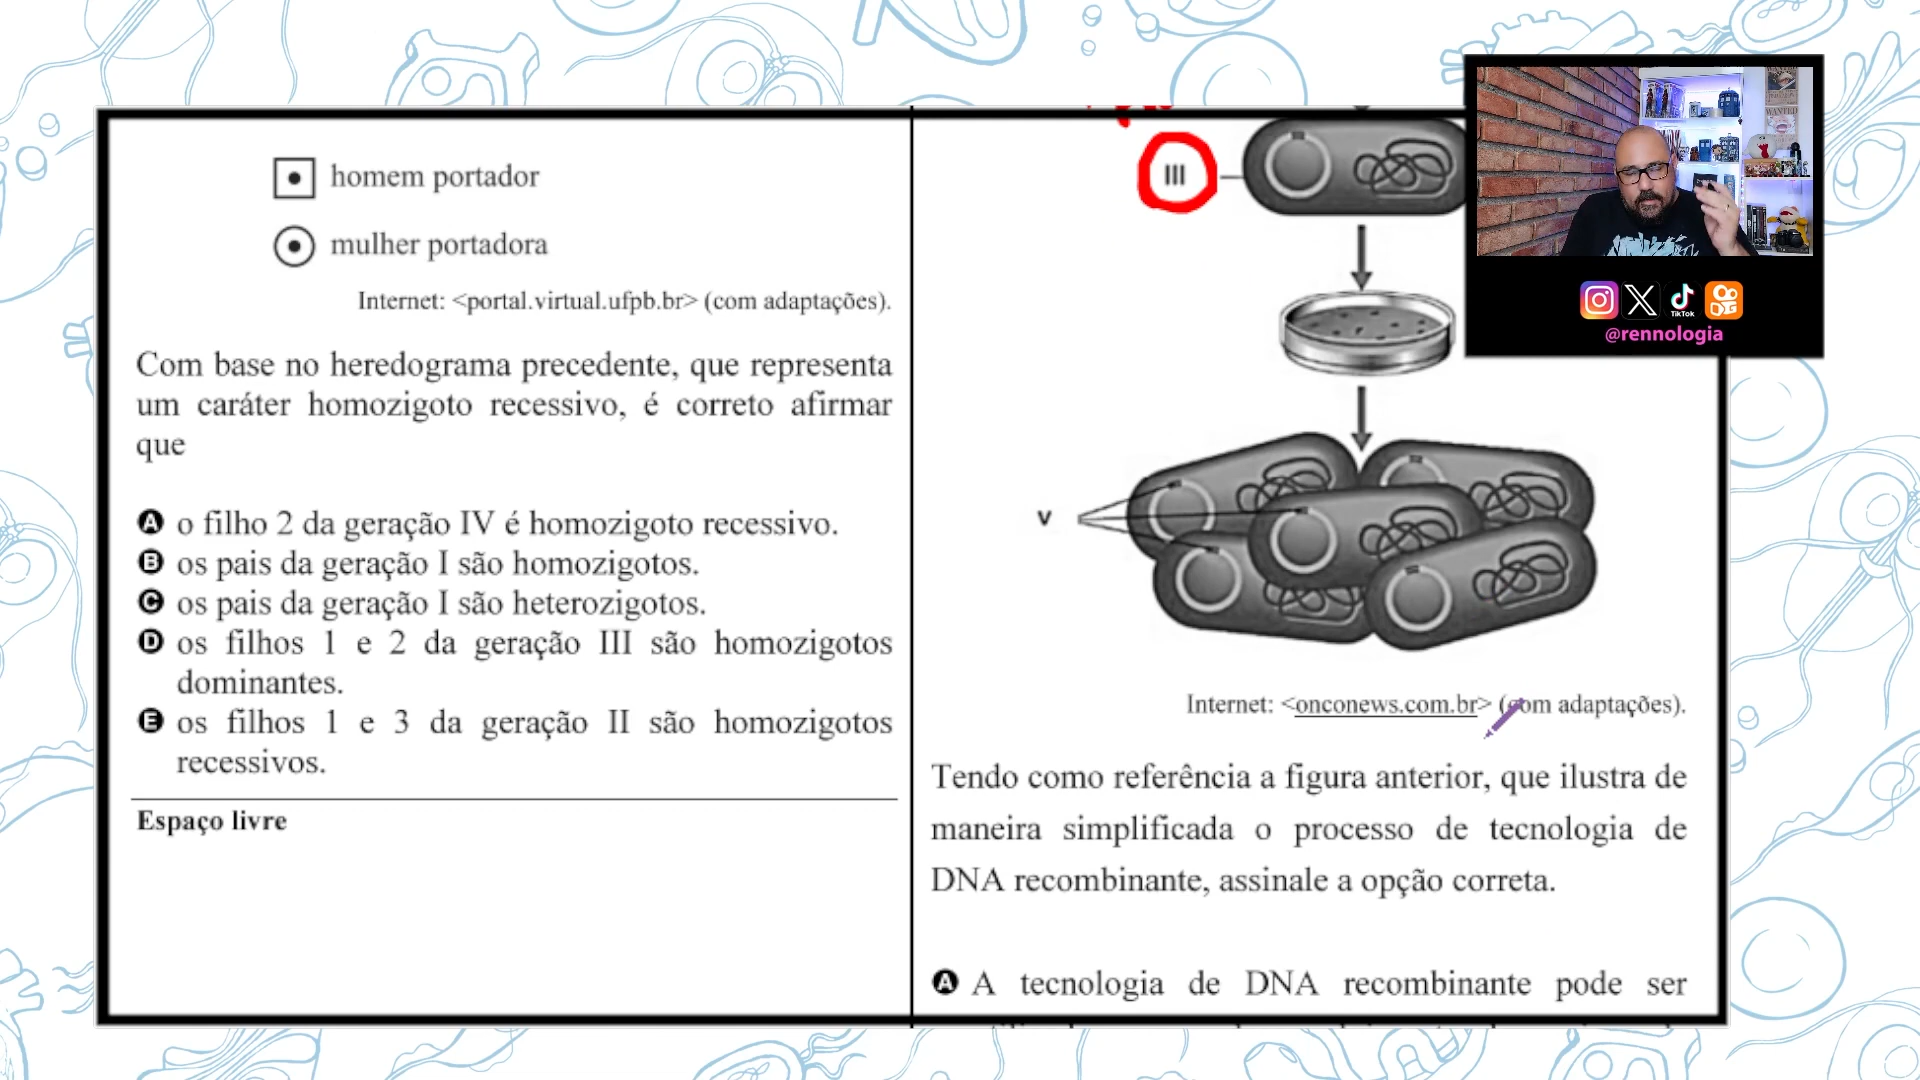 homem portador
mulher portadora
Internet: <portal.virtual.ufpb.br> (com adaptações).
Com base no heredograma precedente, que representa
um caráter homozigoto recessivo, é correto afirmar
que
A o filho 2 da geração IV é homozigoto recessivo.
B os pais da geração I são homozigotos.
C os pais da geração I são heterozigotos.
D os filhos 1 e 2 da geração III são homozigotos
dominantes.
E os filhos 1 e 3 da geração II são homozigotos
recessivos.
Espaço livre
III
V
Internet: <onconews.com.br> (com adaptações).
Tendo como referência a figura anterior, que ilustra de
maneira simplificada o processo de tecnologia de
DNA recombinante, assinale a opção correta.
A A tecnologia de DNA recombinante pode ser
TikTok
@rennologia